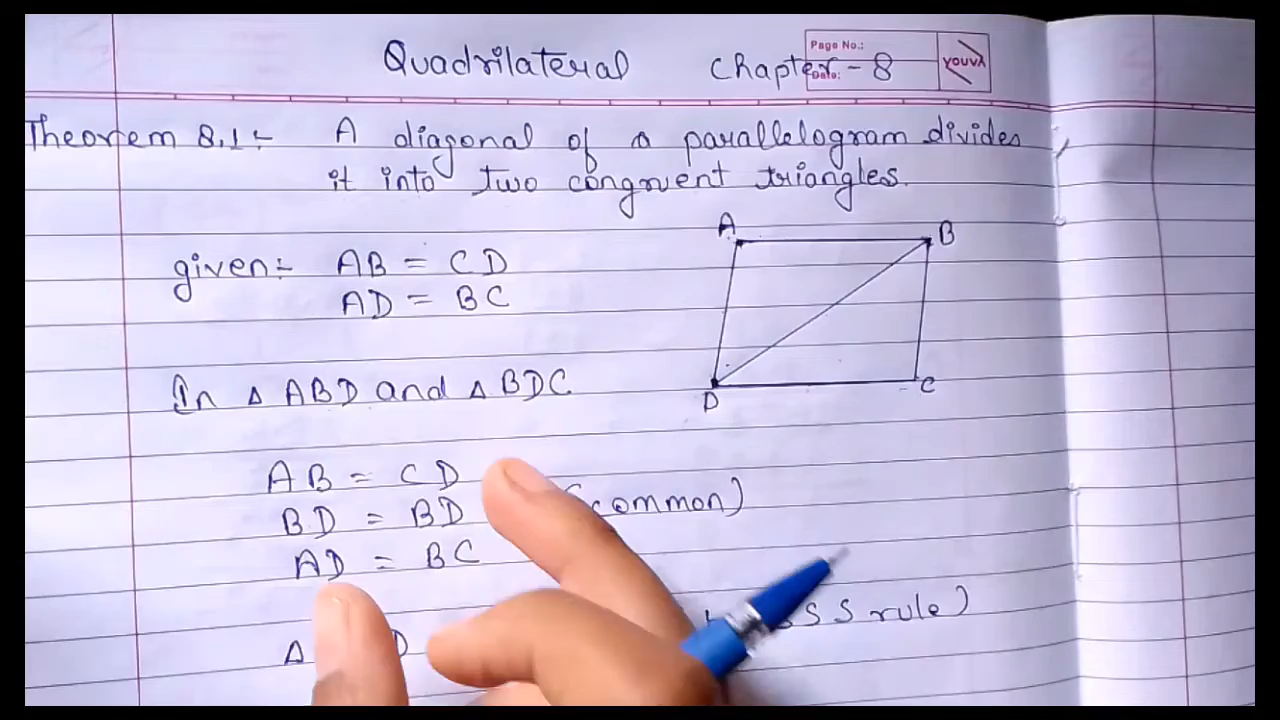 Quadrilateral Chapter - 8
Page No.:
Date:
YOUVA
Theorem 8.1:- A diagonal of a parallelogram divides
it into two congruent triangles.
given:- AB = CD
AD = BC
A
B
D
C
In △ ABD and △ BDC
AB = CD
BD = BD (common)
AD = BC
△ D SS rule)